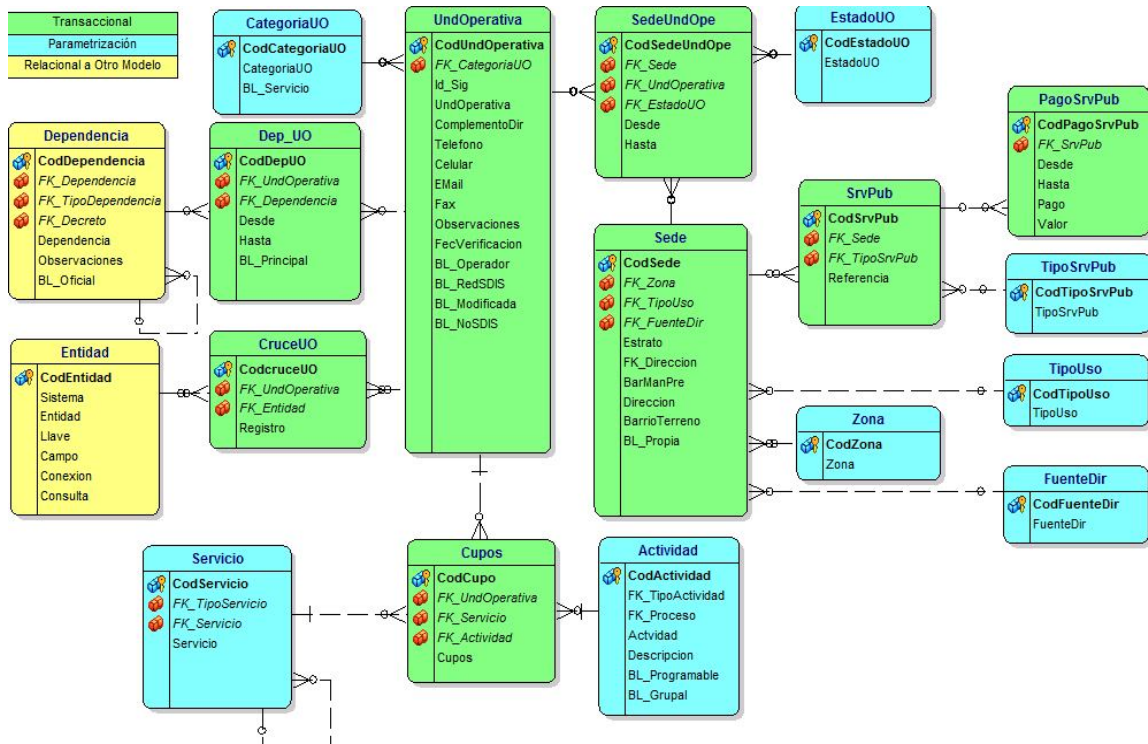 Transaccional
Parametrización
Relacional a Otro Modelo
CategoriaUO
CodCategoriaUO
CategoriaUO
BL_Servicio
UndOperativa
CodUndOperativa
FK_CategoriaUO
Id_Sig
UndOperativa
ComplementoDir
Telefono
Celular
EMail
Fax
Observaciones
FecVerificacion
BL_Operador
BL_RedSDIS
BL_Modificada
BL_NoSDIS
SedeUndOpe
CodSedeUndOpe
FK_Sede
FK_UndOperativa
FK_EstadoUO
Desde
Hasta
EstadoUO
CodEstadoUO
EstadoUO
PagoSrvPub
CodPagoSrvPub
FK_SrvPub
Desde
Hasta
Pago
Valor
Dependencia
CodDependencia
FK_Dependencia
FK_TipoDependencia
FK_Decreto
Dependencia
Observaciones
BL_Oficial
Dep_UO
CodDepUO
FK_UndOperativa
FK_Dependencia
Desde
Hasta
BL_Principal
SrvPub
CodSrvPub
FK_Sede
FK_TipoSrvPub
Referencia
Sede
CodSede
FK_Zona
FK_TipoUso
FK_FuenteDir
Estrato
FK_Direccion
BarManPre
Direccion
BarrioTerreno
BL_Propia
TipoSrvPub
CodTipoSrvPub
TipoSrvPub
Entidad
CodEntidad
Sistema
Entidad
Llave
Campo
Conexion
Consulta
CruceUO
CodcruceUO
FK_UndOperativa
FK_Entidad
Registro
TipoUso
CodTipoUso
TipoUso
Zona
CodZona
Zona
FuenteDir
CodFuenteDir
FuenteDir
Servicio
CodServicio
FK_TipoServicio
FK_Servicio
Servicio
Cupos
CodCupo
FK_UndOperativa
FK_Servicio
FK_Actividad
Cupos
Actividad
CodActividad
FK_TipoActividad
FK_Proceso
Actvidad
Descripcion
BL_Programable
BL_Grupal